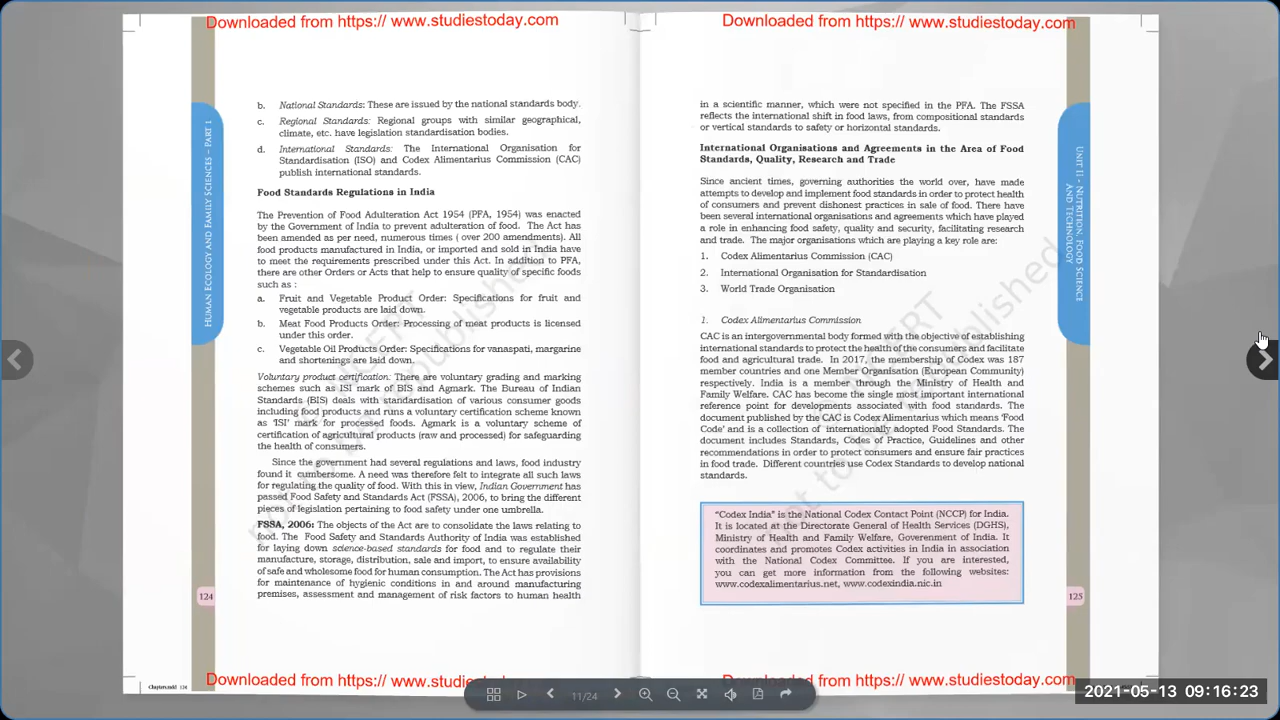 Downloaded from https:// www.studiestoday.com
b. National Standards: These are issued by the national standards body.
c. Regional Standards: Regional groups with similar geographical,
climate, etc. have legislation standardisation bodies.
d. International Standards: The International Organisation for
Standardisation (ISO) and Codex Alimentarius Commission (CAC)
publish international standards.
Food Standards Regulations in India
The Prevention of Food Adulteration Act 1954 (PFA, 1954) was enacted
by the Government of India to prevent adulteration of food. The Act has
been amended as per need, numerous times ( over 200 amendments). All
food products manufactured in India, or imported and sold in India have
to meet the requirements prescribed under this Act. In addition to PFA,
there are other Orders or Acts that help to ensure quality of specific foods
such as :
a. Fruit and Vegetable Product Order: Specifications for fruit and
vegetable products are laid down.
b. Meat Food Products Order: Processing of meat products is licensed
under this order.
c. Vegetable Oil Products Order: Specifications for vanaspati, margarine
and shortenings are laid down.
Voluntary product certification: There are voluntary grading and marking
schemes such as ISI mark of BIS and Agmark. The Bureau of Indian
Standards (BIS) deals with standardisation of various consumer goods
including food products and runs a voluntary certification scheme known
as 'ISI' mark for processed foods. Agmark is a voluntary scheme of
certification of agricultural products (raw and processed) for safeguarding
the health of consumers.
Since the government had several regulations and laws, food industry
found it cumbersome. A need was therefore felt to integrate all such laws
for regulating the quality of food. With this in view, Indian Government has
passed Food Safety and Standards Act (FSSA), 2006, to bring the different
pieces of legislation pertaining to food safety under one umbrella.
FSSA, 2006: The objects of the Act are to consolidate the laws relating to
food. The Food Safety and Standards Authority of India was established
for laying down science-based standards for food and to regulate their
manufacture, storage, distribution, sale and import, to ensure availability
of safe and wholesome food for human consumption. The Act has provisions
for maintenance of hygienic conditions in and around manufacturing
premises, assessment and management of risk factors to human health
HUMAN ECOLOGY AND FAMILY SCIENCES – PART 1
124
Downloaded from https:// www.studiestoday.com
Downloaded from https:// www.studiestoday.com
in a scientific manner, which were not specified in the PFA. The FSSA
reflects the international shift in food laws, from compositional standards
or vertical standards to safety or horizontal standards.
International Organisations and Agreements in the Area of Food
Standards, Quality, Research and Trade
Since ancient times, governing authorities the world over, have made
attempts to develop and implement food standards in order to protect health
of consumers and prevent dishonest practices in sale of food. There have
been several international organisations and agreements which have played
a role in enhancing food safety, quality and security, facilitating research
and trade. The major organisations which are playing a key role are:
1. Codex Alimentarius Commission (CAC)
2. International Organisation for Standardisation
3. World Trade Organisation
1. Codex Alimentarius Commission
CAC is an intergovernmental body formed with the objective of establishing
international standards to protect the health of the consumers and facilitate
food and agricultural trade. In 2017, the membership of Codex was 187
member countries and one Member Organisation (European Community)
respectively. India is a member through the Ministry of Health and
Family Welfare. CAC has become the single most important international
reference point for developments associated with food standards. The
document published by the CAC is Codex Alimentarius which means 'Food
Code' and is a collection of internationally adopted Food Standards. The
document includes Standards, Codes of Practice, Guidelines and other
recommendations in order to protect consumers and ensure fair practices
in food trade. Different countries use Codex Standards to develop national
standards.
"Codex India" is the National Codex Contact Point (NCCP) for India.
It is located at the Directorate General of Health Services (DGHS),
Ministry of Health and Family Welfare, Goverenment of India. It
coordinates and promotes Codex activities in India in association
with the National Codex Committee. If you are interested,
you can get more information from the following websites:
www.codexalimentarius.net, www.codexindia.nic.in
UNIT II - NUTRITION, FOOD SCIENCE
AND TECHNOLOGY
125
Downloaded from https:// www.studiestoday.com
11/24
2021-05-13 09:16:23